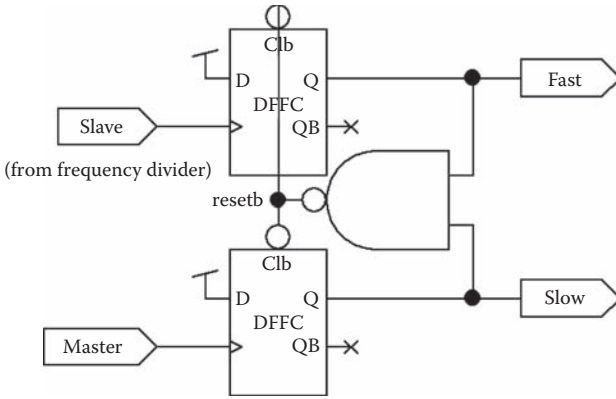 Clb
D
Q
DFFC
QB
Slave
Fast
(from frequency divider)
resetb
Clb
D
Q
DFFC
QB
Master
Slow